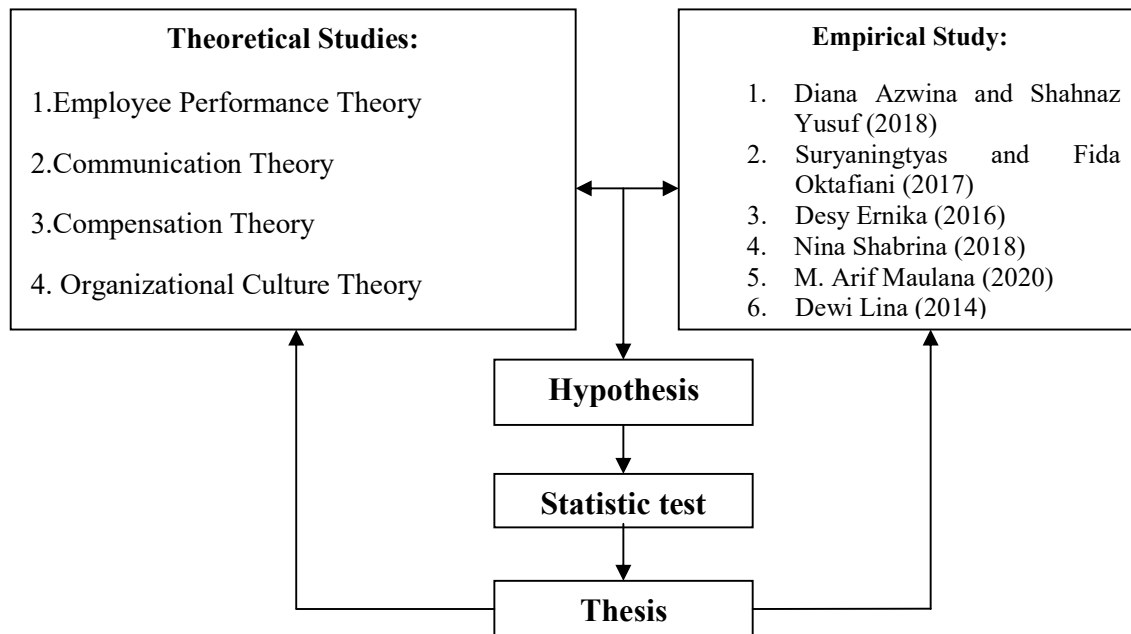 Theoretical Studies:
1.Employee Performance Theory
2.Communication Theory
3.Compensation Theory
4. Organizational Culture Theory
Empirical Study:
1. Diana Azwina and Shahnaz
Yusuf (2018)
2. Suryaningtyas and Fida
Oktafiani (2017)
3. Desy Ernika (2016)
4. Nina Shabrina (2018)
5. M. Arif Maulana (2020)
6. Dewi Lina (2014)
Hypothesis
Statistic test
Thesis